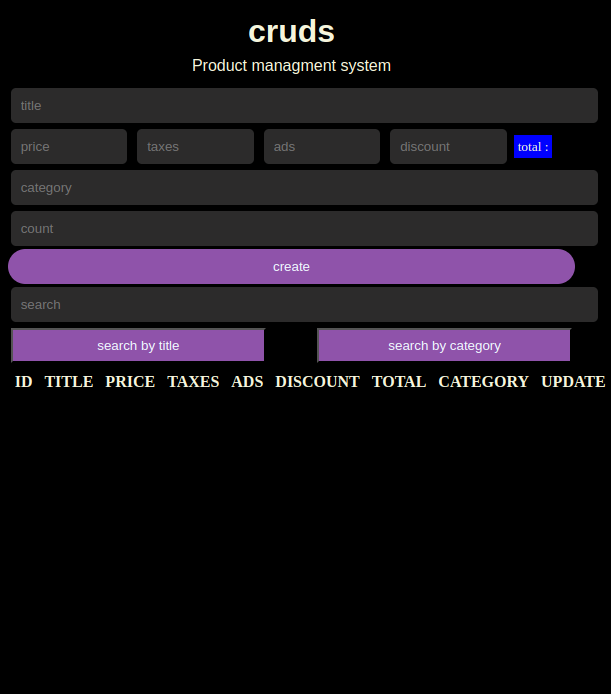 cruds
Product managment system
title
price taxes ads discount total :
category
count
create
search
search by title search by category
ID TITLE PRICE TAXES ADS DISCOUNT TOTAL CATEGORY UPDATE